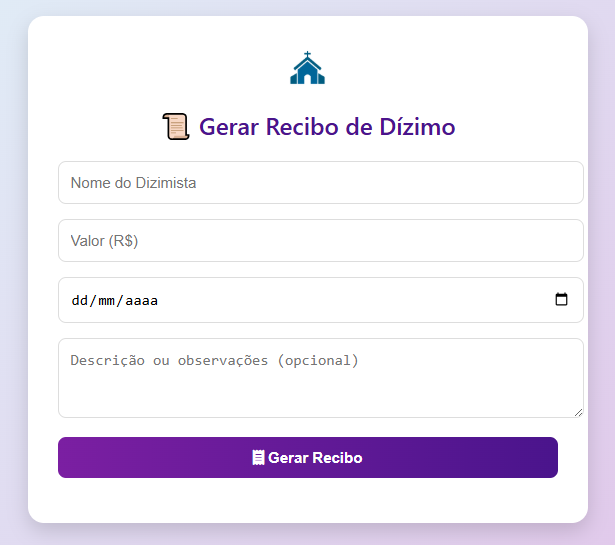 Gerar Recibo de Dízimo
Nome do Dizimista
Valor (R$)
dd/mm/aaaa
Descrição ou observações (opcional)
Gerar Recibo